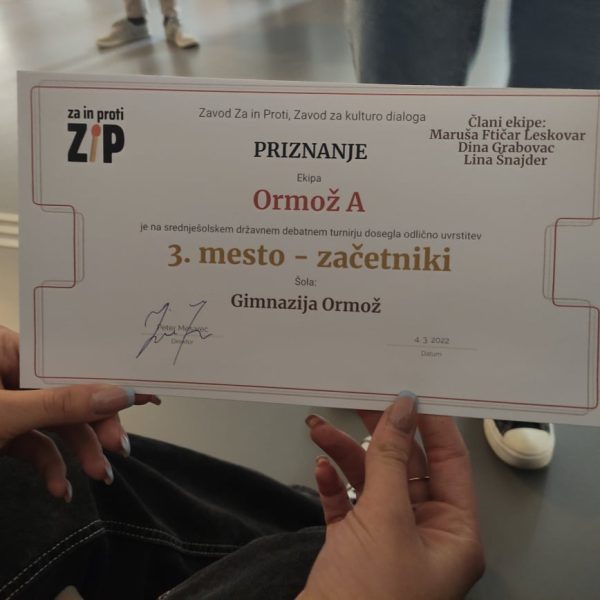 za in proti
ZIP
Zavod Za in Proti, Zavod za kulturo dialoga
Člani ekipe:
Maruša Ftičar Leskovar
Dina Grabovac
Lina Šnajder
PRIZNANJE
Ekipa
Ormož A
je na srednješolskem državnem debatnem turnirju dosegla odlično uvrstitev
3. mesto - začetniki
Šola:
Gimnazija Ormož
Peter
Direktor
4. 3. 2022
Datum